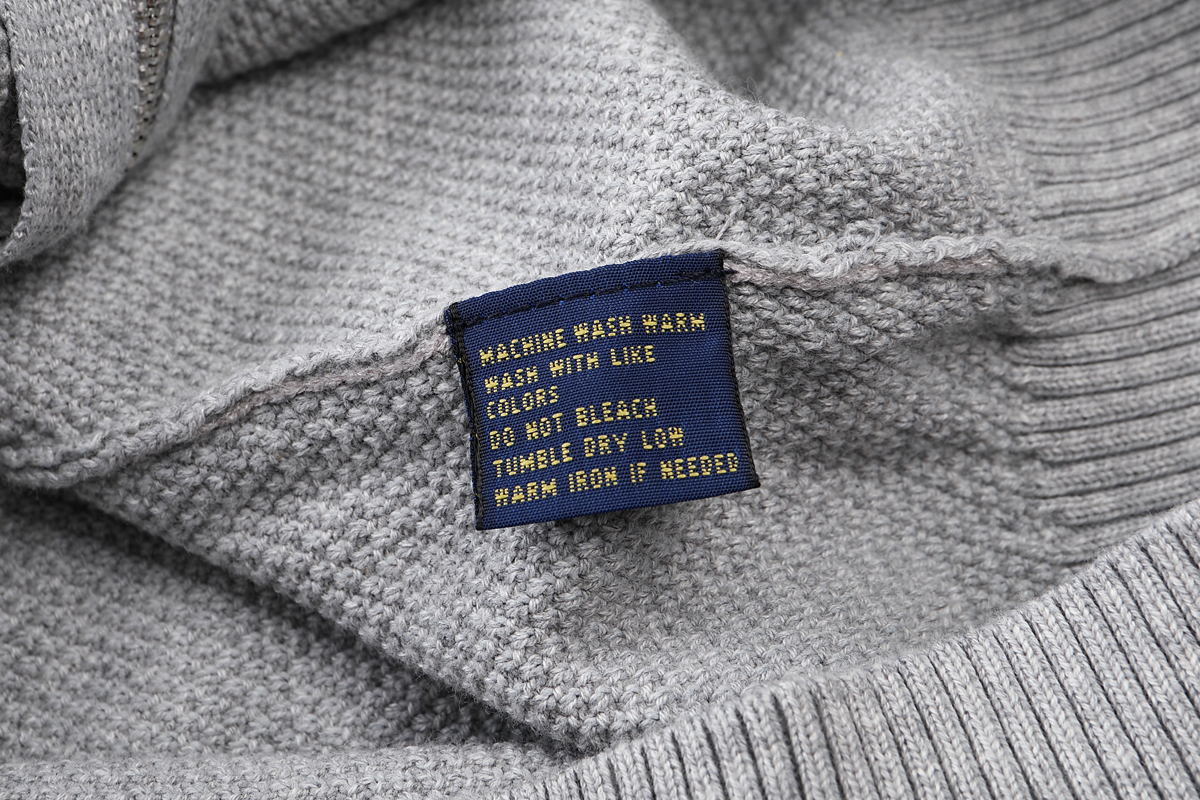 MACHINE WASH WARM
WASH WITH LIKE
COLORS
DO NOT BLEACH
TUMBLE DRY LOW
WARM IRON IF NEEDED